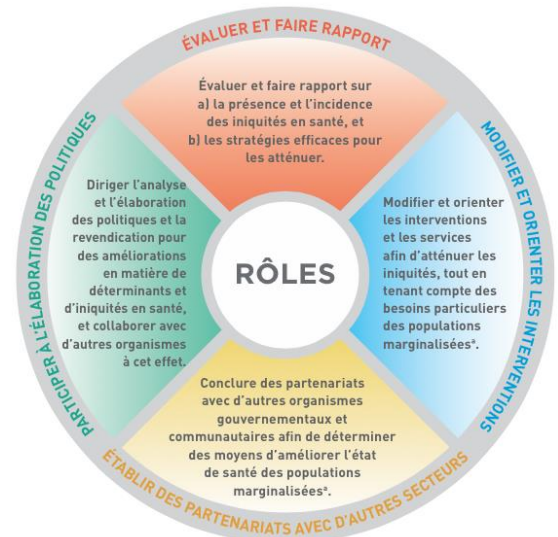 ÉVALUER ET FAIRE RAPPORT
Évaluer et faire rapport sur
a) la présence et l'incidence
des iniquités en santé, et
b) les stratégies efficaces pour
les atténuer.
MODIFIER ET ORIENTER LES INTERVENTIONS
Modifier et orienter
les interventions
et les services
afin d'atténuer les
iniquités, tout en
tenant compte des
besoins particuliers
des populations
marginaliséesª.
PARTICIPER À L'ÉLABORATION DES POLITIQUES
Diriger l'analyse
et l'élaboration
des politiques et la
revendication pour
des améliorations
en matière de
déterminants et
d'iniquités en santé,
et collaborer avec
d'autres organismes
à cet effet.
RÔLES
Conclure des partenariats
avec d'autres organismes
gouvernementaux et
communautaires afin de déterminer
des moyens d'améliorer l'état
de santé des populations
marginaliséesª.
ÉTABLIR DES PARTENARIATS AVEC D'AUTRES SECTEURS